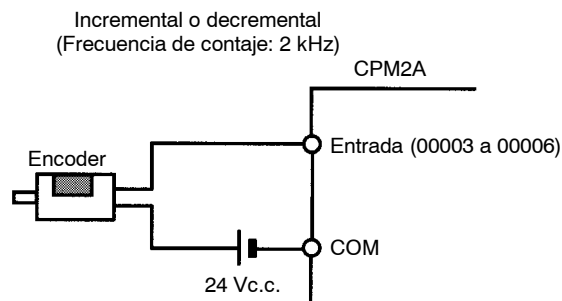 Incremental o decremental
(Frecuencia de contaje: 2 kHz)
CPM2A
Entrada (00003 a 00006)
Encoder
COM
24 Vc.c.